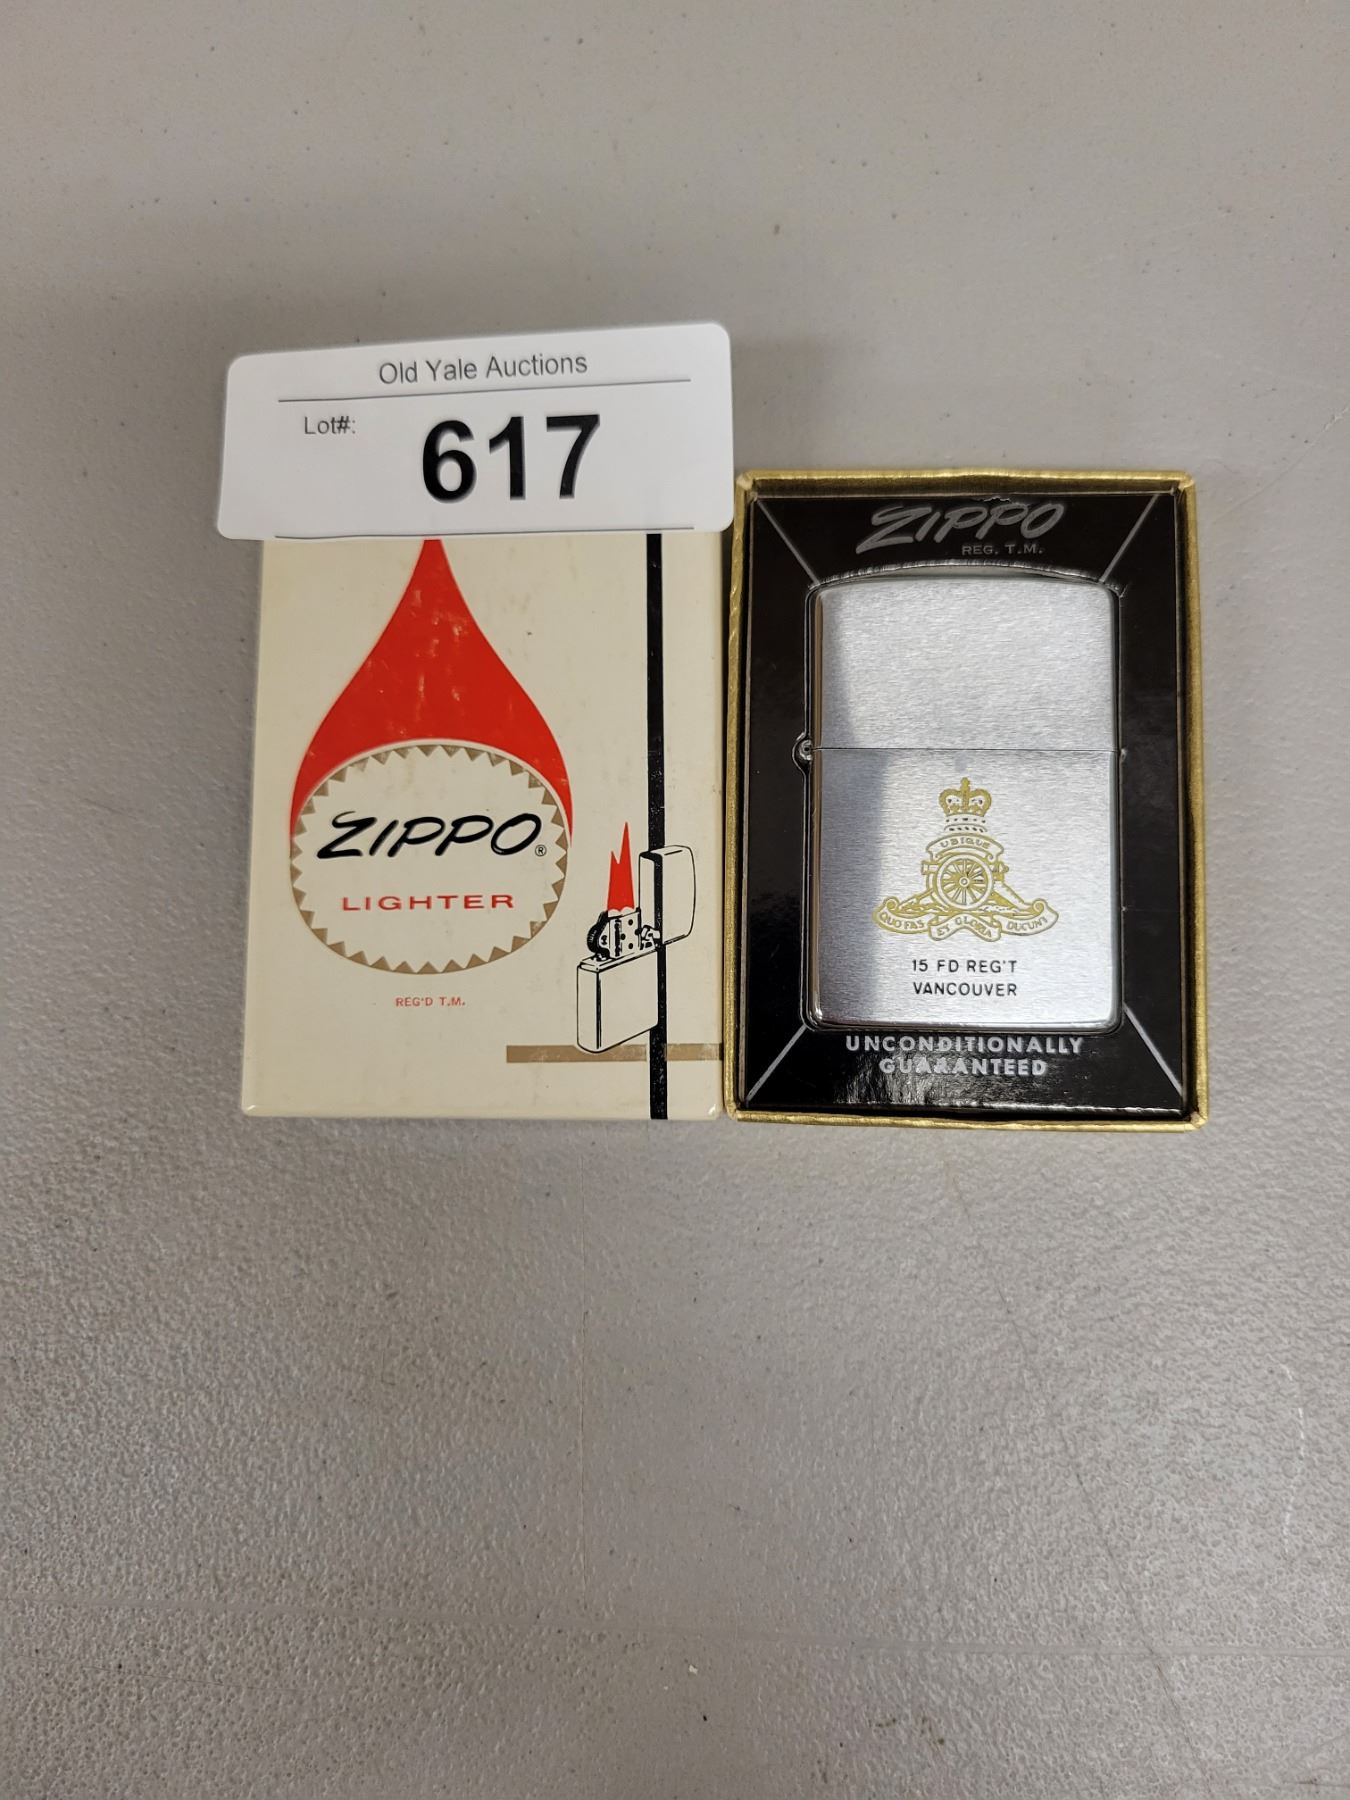 Old Yale Auctions
Lot#:
617
ZIPPO®
LIGHTER
REG'D T.M.
ZIPPO
REG. T.M.
UBIQUE
QUO FAS ET GLORIA DUCUNT
15 FD REG'T
VANCOUVER
UNCONDITIONALLY
GUARANTEED